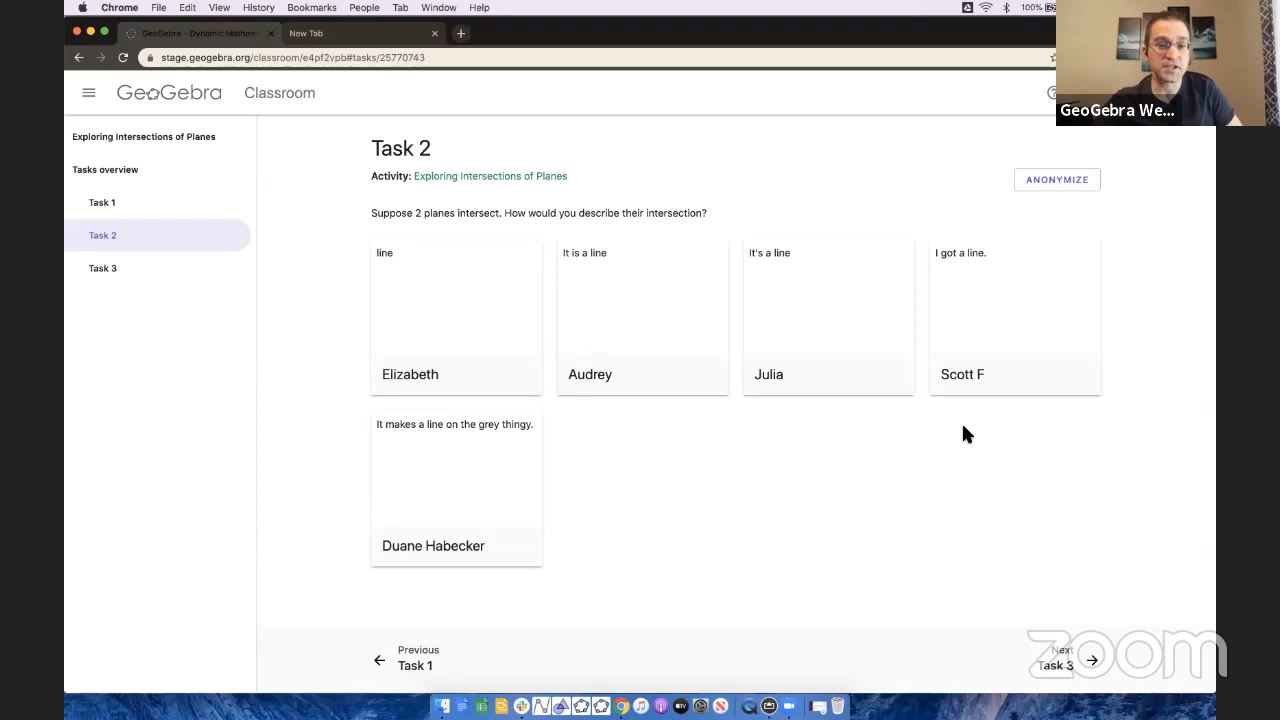 Chrome File Edit View History Bookmarks People Tab Window Help 100%
GeoGebra - Dynamic Mathem
New Tab
stage.geogebra.org/classroom/e4pf2vpb#tasks/25770743
GeoGebra Classroom
GeoGebra We...
Exploring Intersections of Planes
Tasks overview
Task 1
Task 2
Task 3
Task 2
Activity: Exploring Intersections of Planes
ANONYMIZE
Suppose 2 planes intersect. How would you describe their intersection?
line
It is a line
It's a line
I got a line.
Elizabeth
Audrey
Julia
Scott F
It makes a line on the grey thingy.
Duane Habecker
Previous
Task 1
Next
Task 3
zoom